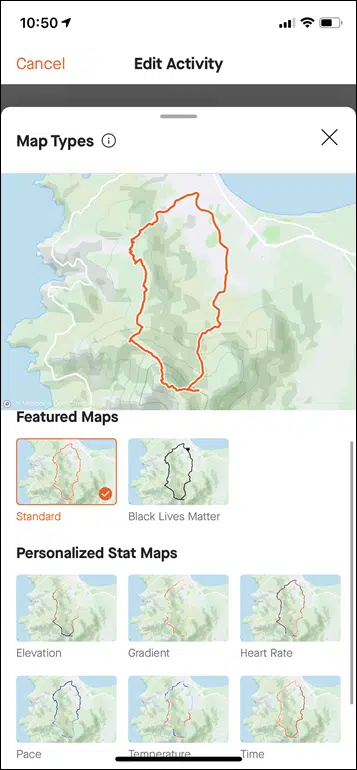 10:50
Cancel Edit Activity
Map Types
Featured Maps
Standard Black Lives Matter
Personalized Stat Maps
Elevation Gradient Heart Rate
Pace Temperature Time